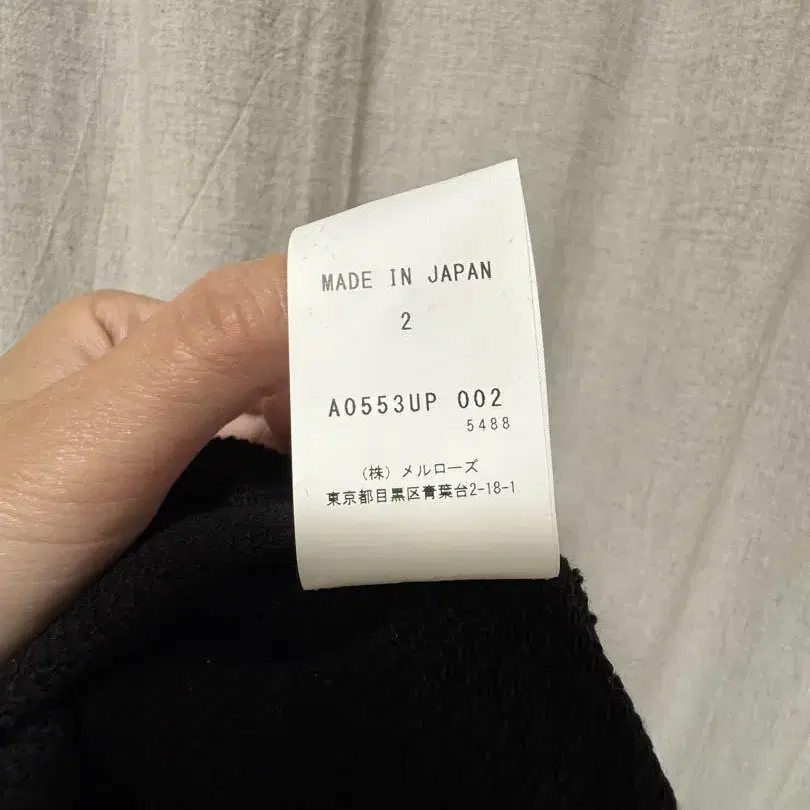 MADE IN JAPAN
2
A0553UP 002
5488
(株) メルローズ
東京都目黒区青葉台2-18-1